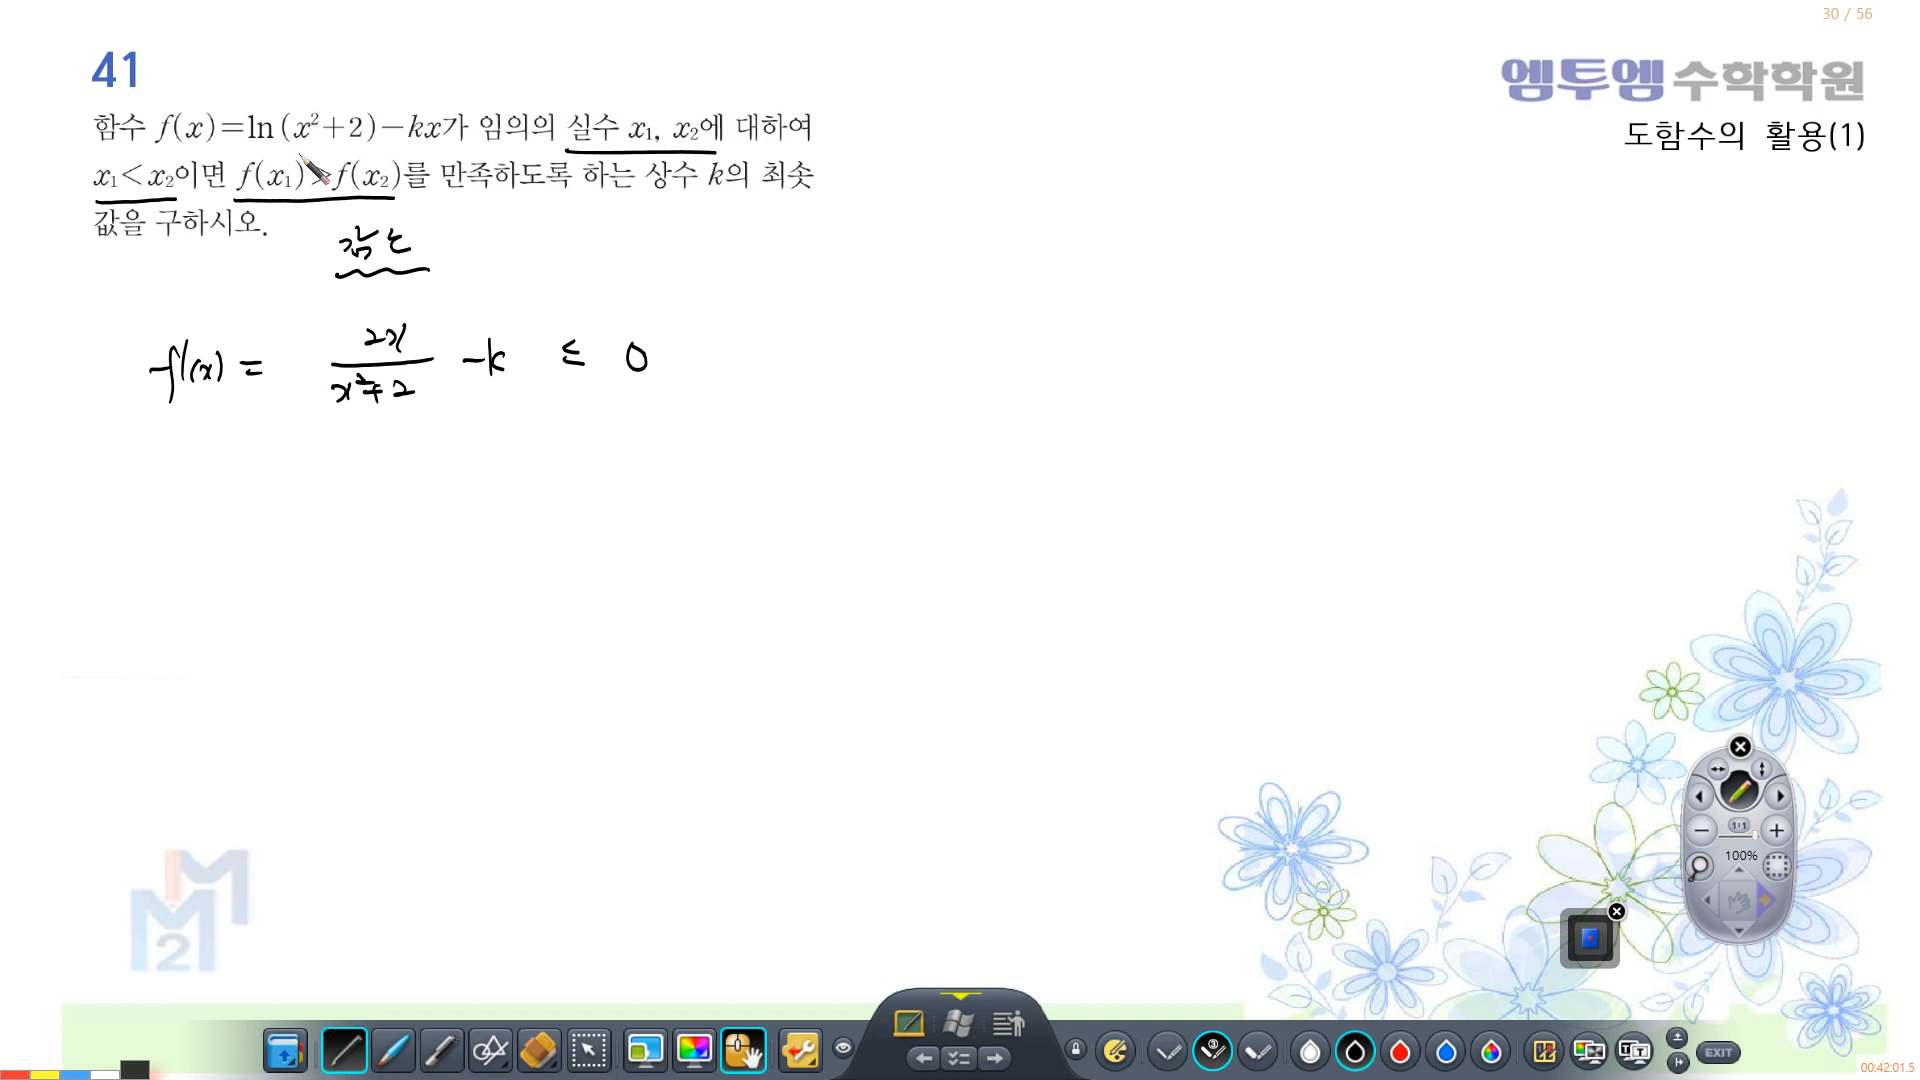 30 / 56
41
엠투엠수학학원
도함수의 활용(1)
함수 f(x)=ln(x²+2)−kx가 임의의 실수 x₁, x₂에 대하여
x₁<x₂이면 f(x₁)>f(x₂)를 만족하도록 하는 상수 k의 최솟
값을 구하시오.
감소
f'(x) = 2x/(x²+2) −k ≤ 0
1:1
100%
M
M2
EXIT
00:42:01.5